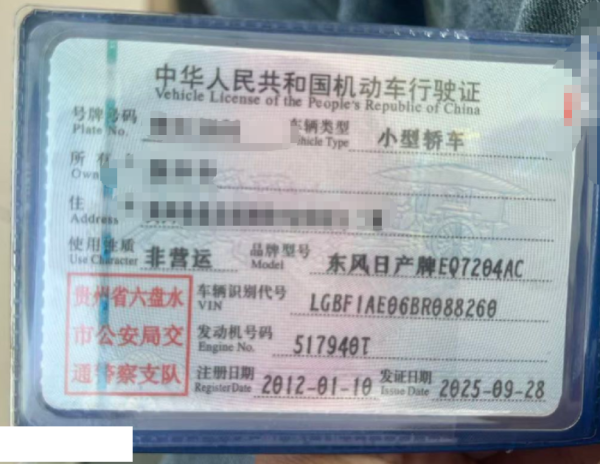 中华人民共和国机动车行驶证
Vehicle License of the People's Republic of China
号牌号码 车辆类型 小型轿车
Plate No. Vehicle Type
所有
Own
住
Address
使用性质 非营运 品牌型号 东风日产牌EQ7204AC
Use Character Model
贵州省六盘水
市公安局交
通警察支队
车辆识别代号 LGBF1AE06BR088260
VIN
发动机号码 517940T
Engine No.
注册日期 2012-01-10 发证日期 2025-09-28
Register Date Issue Date